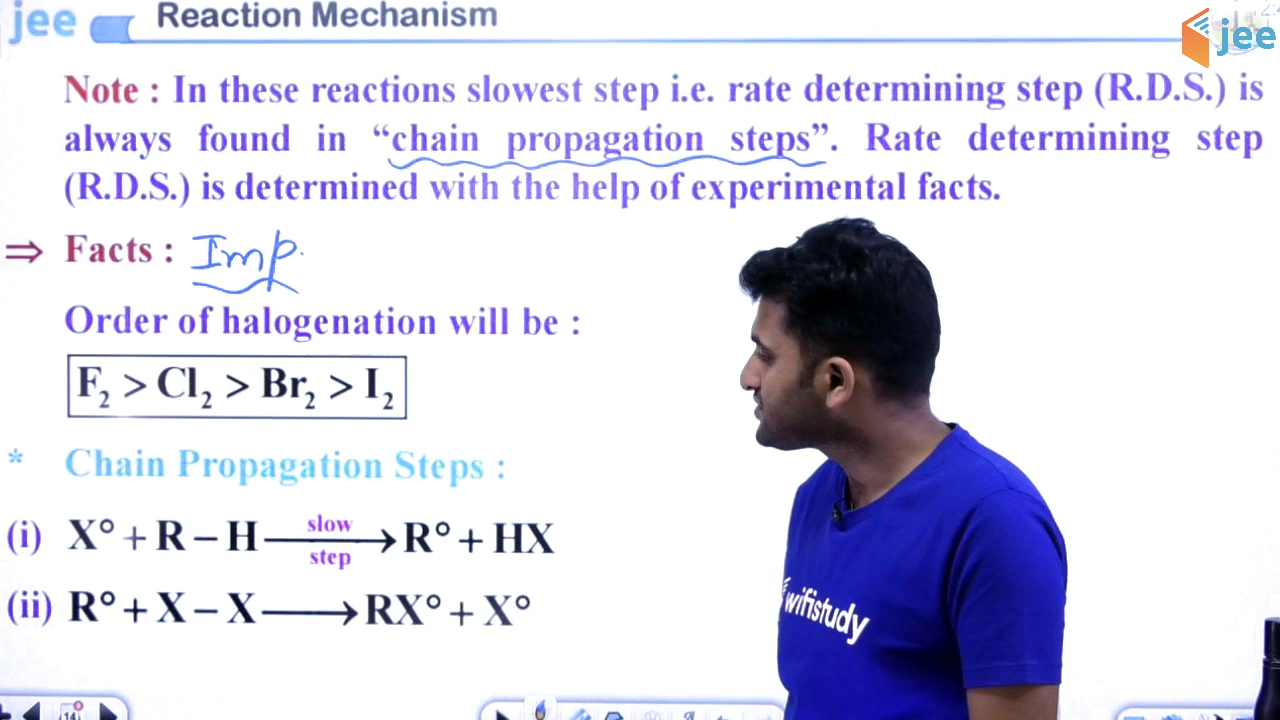 jee Reaction Mechanism
jee
Note : In these reactions slowest step i.e. rate determining step (R.D.S.) is
always found in “chain propagation steps”. Rate determining step
(R.D.S.) is determined with the help of experimental facts.
⇒ Facts : Imp.
Order of halogenation will be :
F₂ > Cl₂ > Br₂ > I₂
* Chain Propagation Steps :
slow
(i) X° + R – H ⟶ R° + HX
step
(ii) R° + X – X ⟶ RX° + X°
wifistudy
14